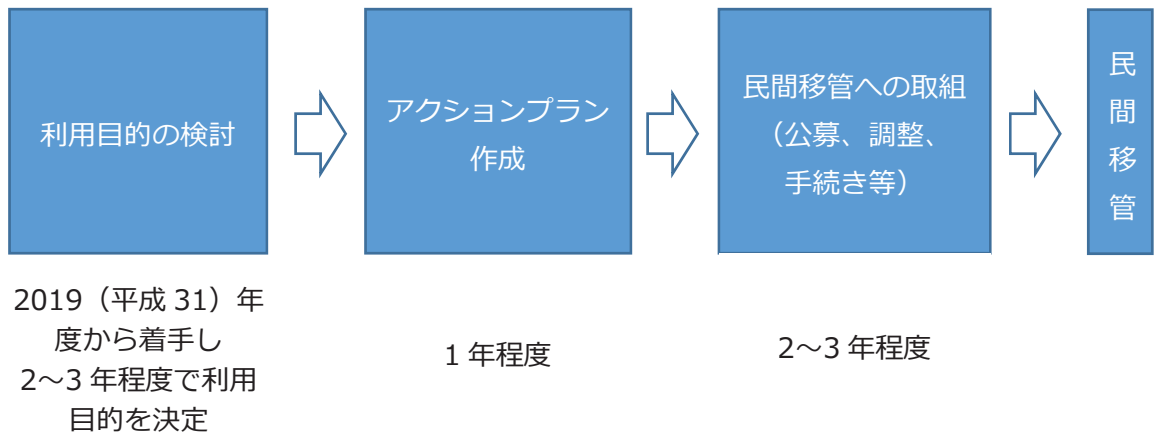 利用目的の検討
アクションプラン
作成
民間移管への取組
（公募、調整、
手続き等）
民
間
移
管
2019（平成 31）年
度から着手し
2～3 年程度で利用
目的を決定
1 年程度
2～3 年程度